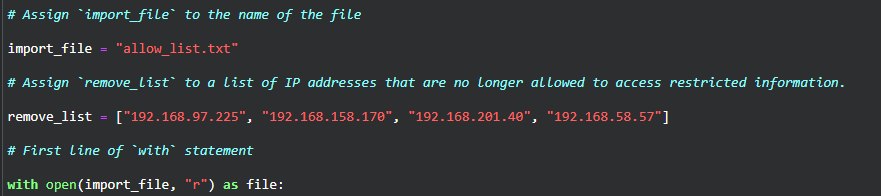 # Assign `import_file` to the name of the file
import_file = "allow_list.txt"
# Assign `remove_list` to a list of IP addresses that are no longer allowed to access restricted information.
remove_list = ["192.168.97.225", "192.168.158.170", "192.168.201.40", "192.168.58.57"]
# First line of `with` statement
with open(import_file, "r") as file: